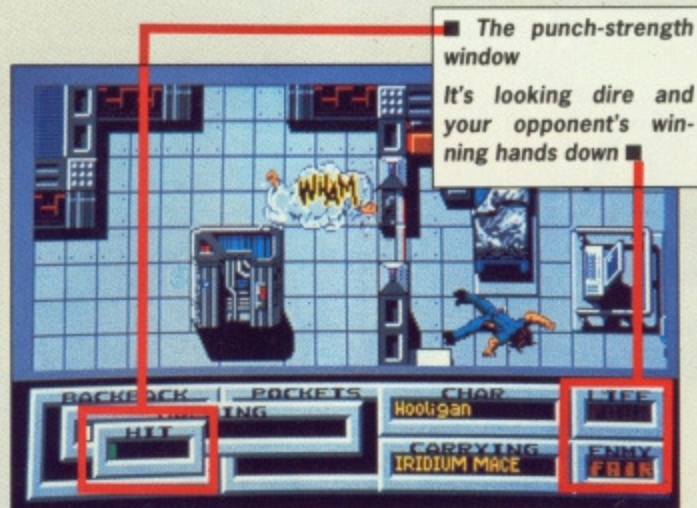 ■ The punch-strength
window
It's looking dire and
your opponent's win-
ning hands down ■
WHAM
BACKPACK POCKETS CHAR LIFE
Hooligan
HIT
CARRYING ENMY
IRIDIUM MACE FAIR